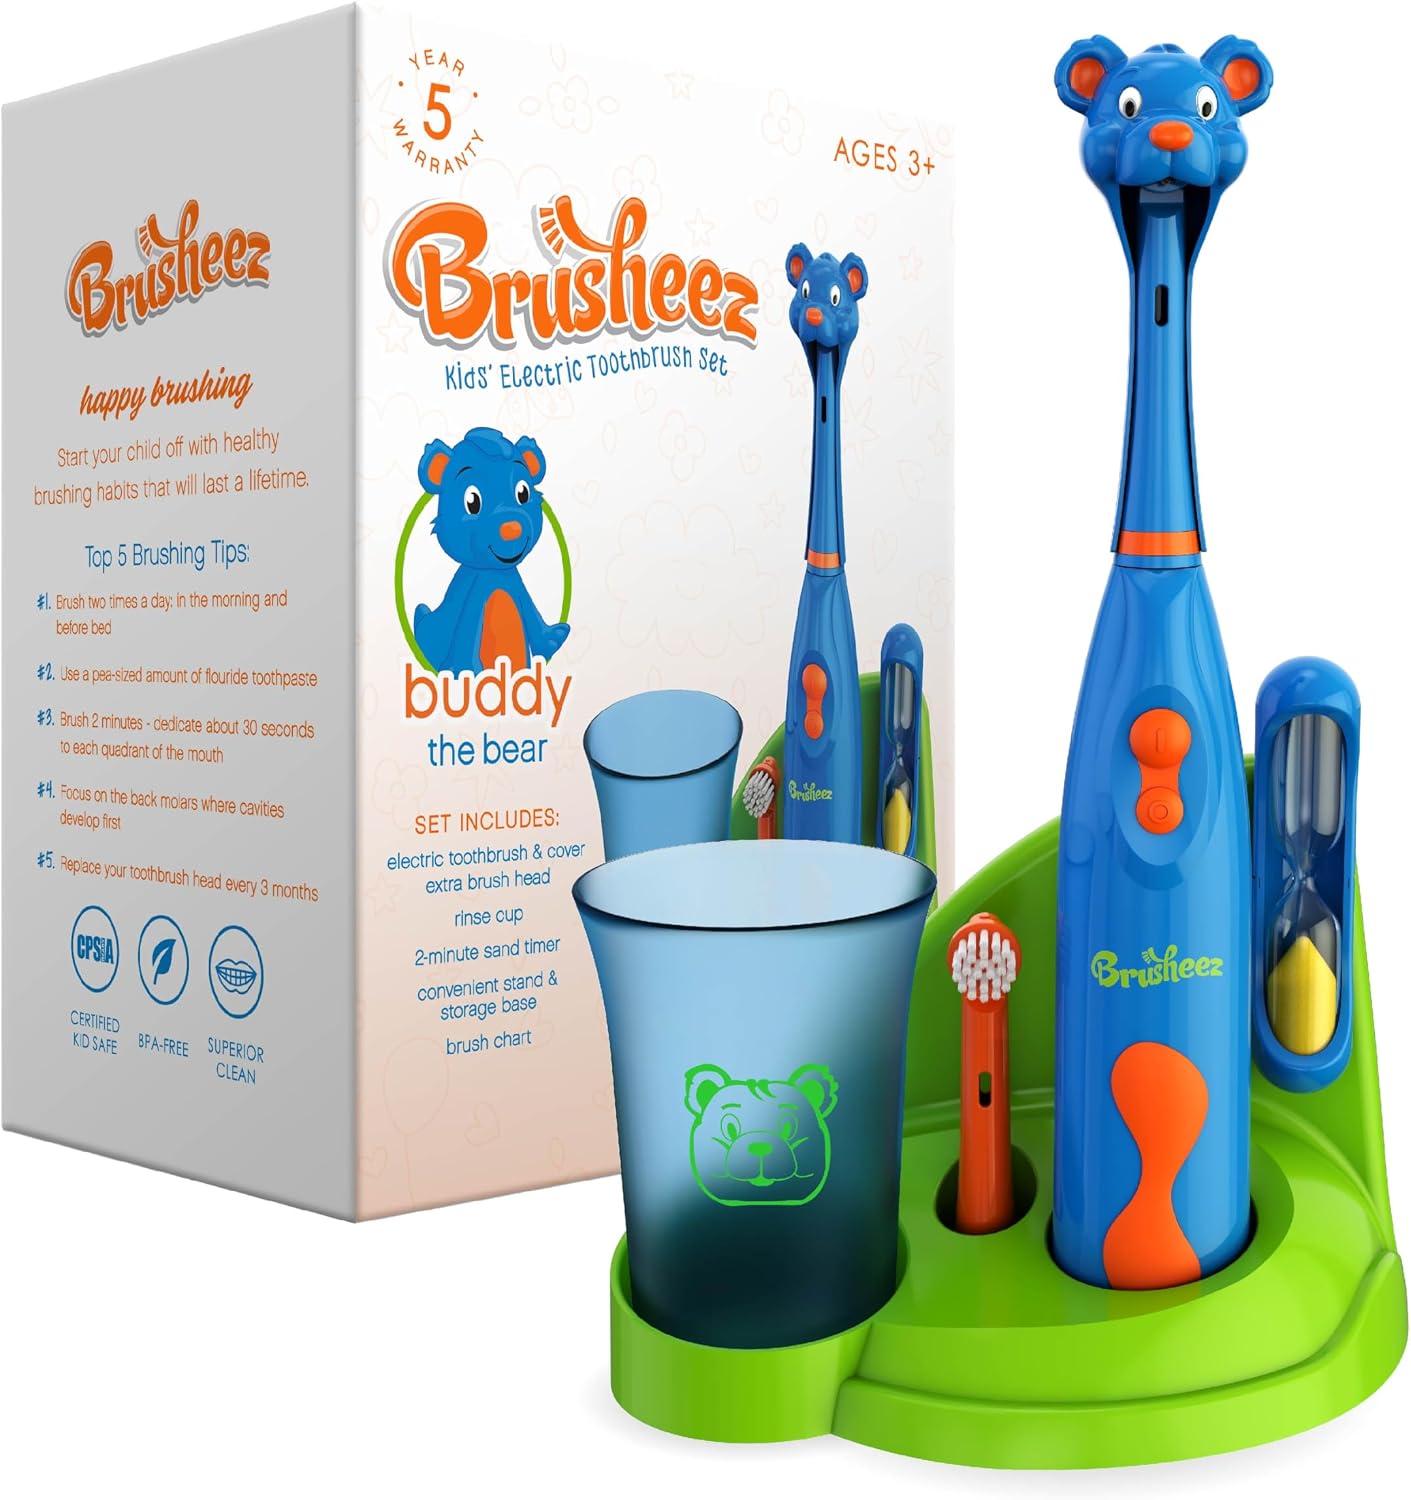 Brusheez
happy brushing
Start your child off with healthy
brushing habits that will last a lifetime.
Top 5 Brushing Tips:
#1. Brush two times a day: in the morning and
before bed
#2. Use a pea-sized amount of flouride toothpaste
#3. Brush 2 minutes - dedicate about 30 seconds
to each quadrant of the mouth
#4. Focus on the back molars where cavities
develop first
#5. Replace your toothbrush head every 3 months
CPSIA
CERTIFIED
KID SAFE
BPA-FREE
SUPERIOR
CLEAN
YEAR
5
WARRANTY
AGES 3+
Brusheez
Kids' Electric Toothbrush Set
buddy
the bear
SET INCLUDES:
electric toothbrush & cover
extra brush head
rinse cup
2-minute sand timer
convenient stand &
storage base
brush chart
Brusheez
Brusheez